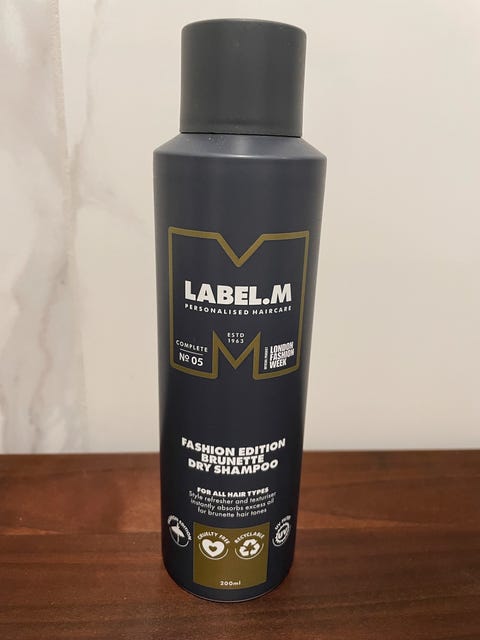 LABEL.M
PERSONALISED HAIRCARE
ESTD
1963
COMPLETE
Nº 05
LONDON
FASHION
WEEK
FASHION EDITION
BRUNETTE
DRY SHAMPOO
FOR ALL HAIR TYPES
Style refresher and texturiser
instantly absorbs excess oil
for brunette hair tones
CRUELTY FREE
RECYCLABLE
UV
200ml